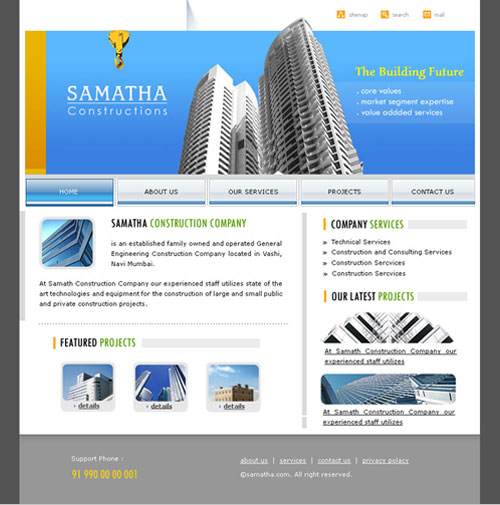 sitemap search mail
SAMATHA
Constructions
The Building Future
. core values
. market segment expertise
. value addded services
HOME ABOUT US OUR SERVICES PROJECTS CONTACT US
SAMATHA CONSTRUCTION COMPANY
is an established family owned and operated General
Engineering Construction Company located in Vashi,
Navi Mumbai.
At Samath Construction Company our experienced staff utilizes state of the
art technologies and equipment for the construction of large and small public
and private construction projects.
FEATURED PROJECTS
› details › details › details
COMPANY SERVICES
» Technical Services
» Construction and Consulting Services
» Construction Sercvices
» Construction Sercvices
OUR LATEST PROJECTS
At Samath Construction Company our
experienced staff utilizes
At Samath Construction Company our
experienced staff utilizes
Support Phone :
91 990 00 00 001
about us | services | contact us | privacy policy
©samatha.com. All right reserved.